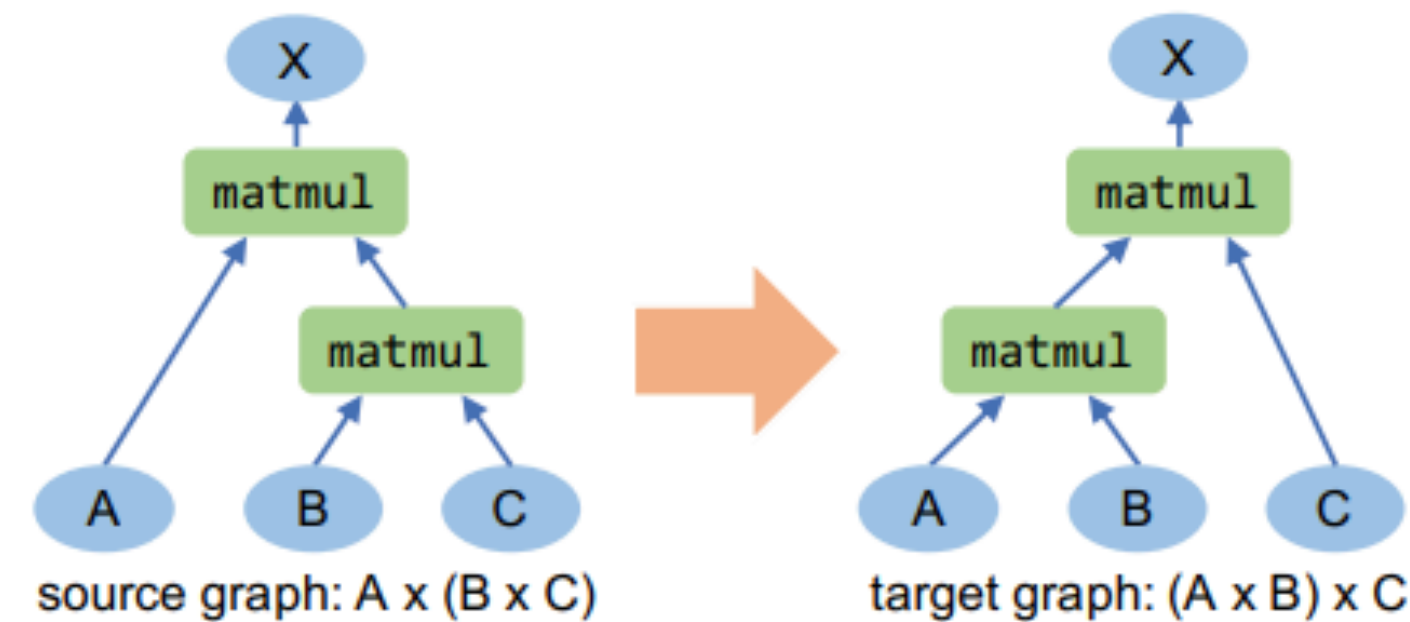 X X
matmul matmul
matmul matmul
A B C A B C
source graph: A x (B x C) target graph: (A x B) x C